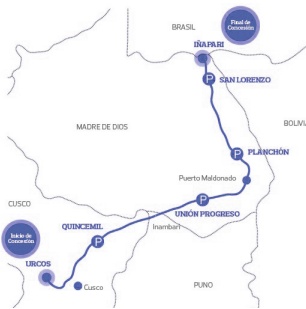 BRASIL
Final de
Concesión
IÑAPARI
P SAN LORENZO
BOLIVI
MADRE DE DIOS
P PLANCHÓN
Puerto Maldonado
CUSCO
P
UNIÓN PROGRESO
QUINCEMIL
P
Inambari
Inicio de
Concesión
URCOS
Cusco
PUNO